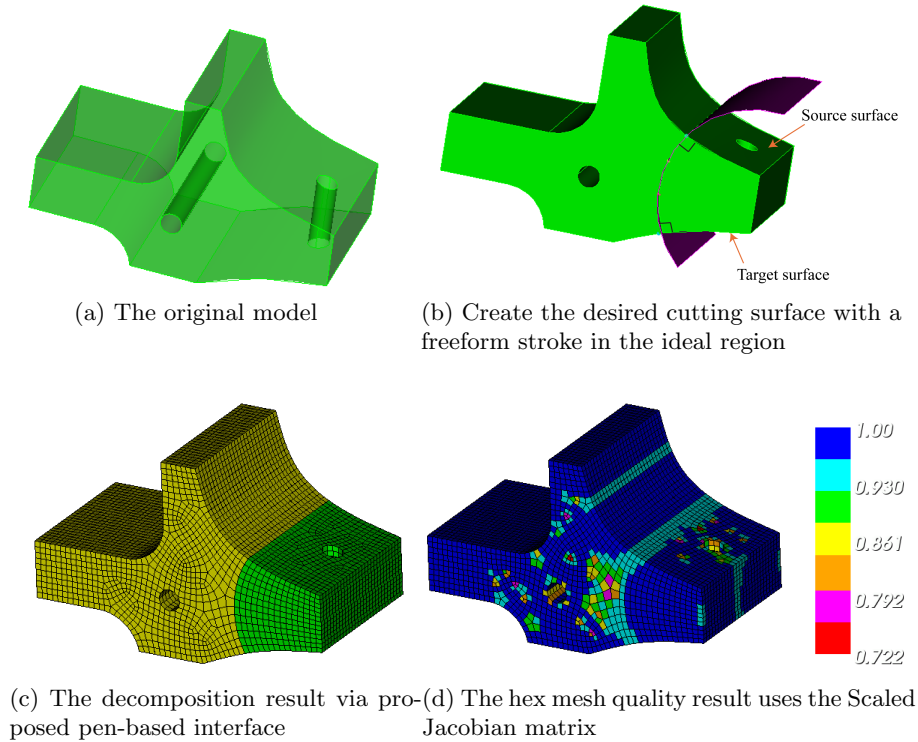 Source surface
Target surface
(a) The original model
(b) Create the desired cutting surface with a
freeform stroke in the ideal region
1.00
0.930
0.861
0.792
0.722
(c) The decomposition result via pro-
posed pen-based interface
(d) The hex mesh quality result uses the Scaled
Jacobian matrix